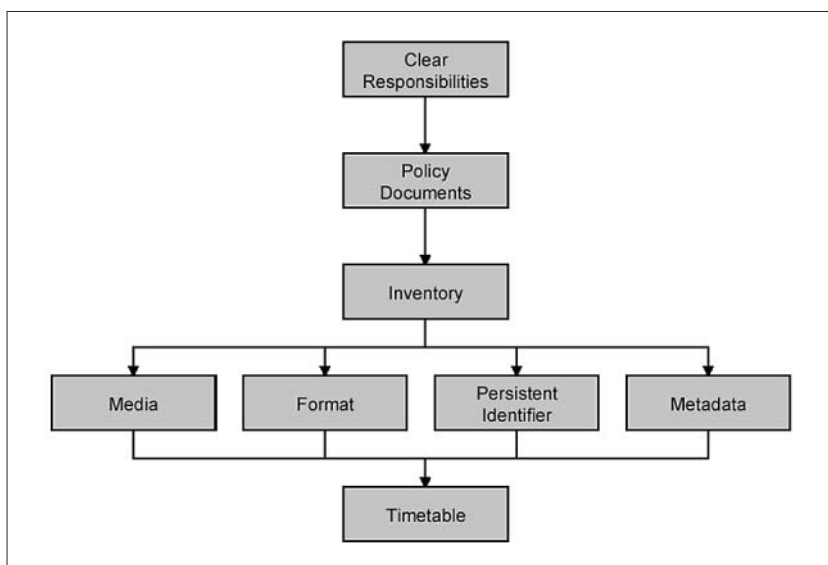 Clear
Responsibilities
Policy
Documents
Inventory
Media
Format
Persistent
Identifier
Metadata
Timetable